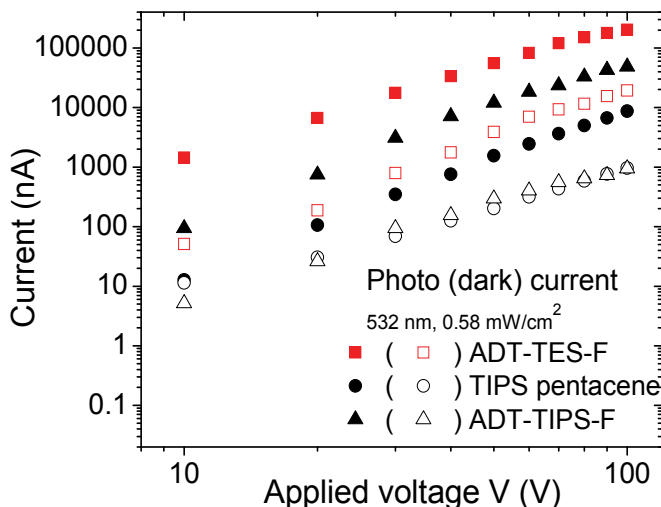 100000
10000
1000
100
10
1
0.1
Current (nA)
Photo (dark) current
532 nm, 0.58 mW/cm²
( ) ADT-TES-F
( ) TIPS pentacene
( ) ADT-TIPS-F
10 100
Applied voltage V (V)